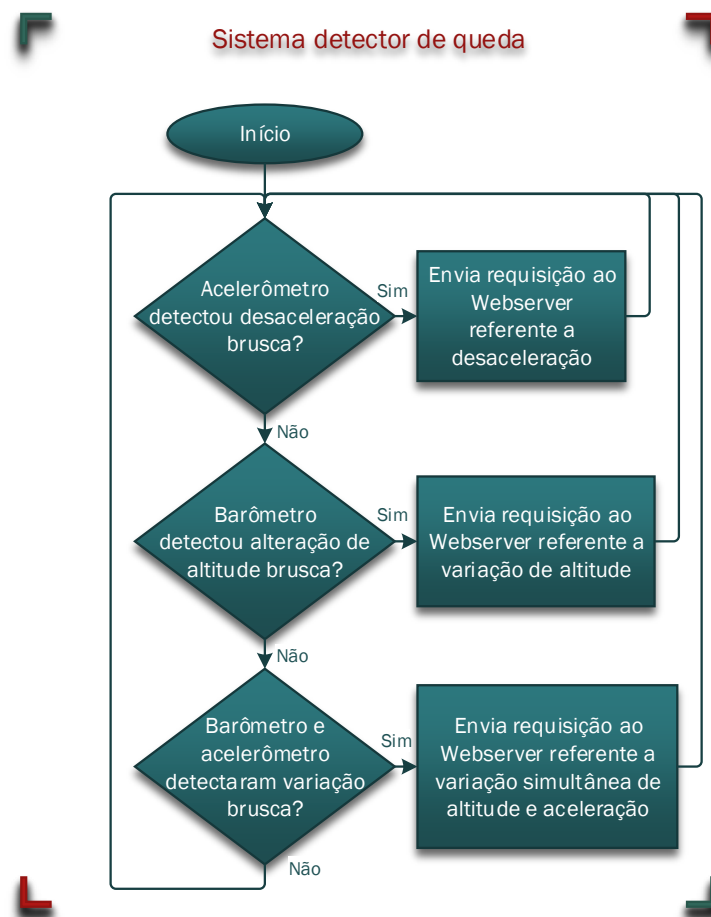 Sistema detector de queda
Início
Acelerômetro
detectou desaceleração
brusca?
Sim
Envia requisição ao
Webserver
referente a
desaceleração
Não
Barômetro
detectou alteração de
altitude brusca?
Sim
Envia requisição ao
Webserver referente a
variação de altitude
Não
Barômetro e
acelerômetro
detectaram variação
brusca?
Sim
Envia requisição ao
Webserver referente a
variação simultânea de
altitude e aceleração
Não